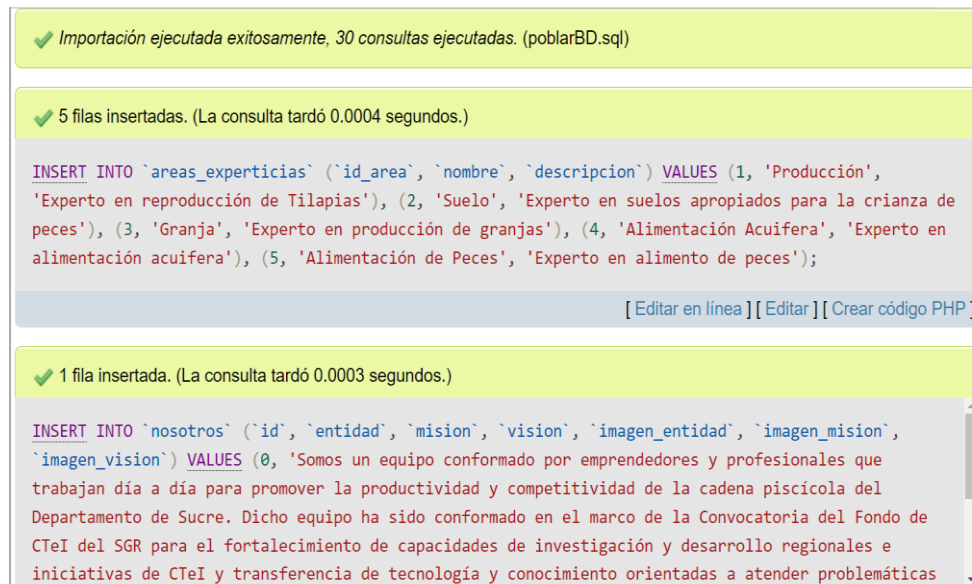 Importación ejecutada exitosamente, 30 consultas ejecutadas. (poblarBD.sql)
5 filas insertadas. (La consulta tardó 0.0004 segundos.)
INSERT INTO `areas_experticias` (`id_area`, `nombre`, `descripcion`) VALUES (1, 'Producción',
'Experto en reproducción de Tilapias'), (2, 'Suelo', 'Experto en suelos apropiados para la crianza de
peces'), (3, 'Granja', 'Experto en producción de granjas'), (4, 'Alimentación Acuifera', 'Experto en
alimentación acuifera'), (5, 'Alimentación de Peces', 'Experto en alimento de peces');
[ Editar en línea ] [ Editar ] [ Crear código PHP ]
1 fila insertada. (La consulta tardó 0.0003 segundos.)
INSERT INTO `nosotros` (`id`, `entidad`, `mision`, `vision`, `imagen_entidad`, `imagen_mision`,
`imagen_vision`) VALUES (0, 'Somos un equipo conformado por emprendedores y profesionales que
trabajan día a día para promover la productividad y competitividad de la cadena piscícola del
Departamento de Sucre. Dicho equipo ha sido conformado en el marco de la Convocatoria del Fondo de
CTeI del SGR para el fortalecimiento de capacidades de investigación y desarrollo regionales e
iniciativas de CTeI y transferencia de tecnología y conocimiento orientadas a atender problemáticas